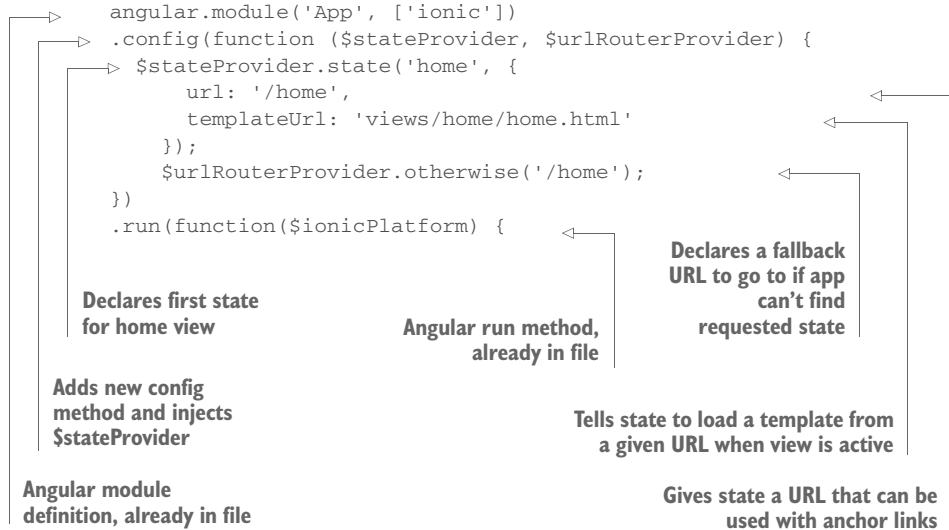 angular.module('App', ['ionic'])
.config(function ($stateProvider, $urlRouterProvider) {
$stateProvider.state('home', {
url: '/home',
templateUrl: 'views/home/home.html'
});
$urlRouterProvider.otherwise('/home');
})
.run(function($ionicPlatform) {
Declares a fallback
URL to go to if app
can't find
requested state
Declares first state
for home view
Angular run method,
already in file
Adds new config
method and injects
$stateProvider
Tells state to load a template from
a given URL when view is active
Angular module
definition, already in file
Gives state a URL that can be
used with anchor links